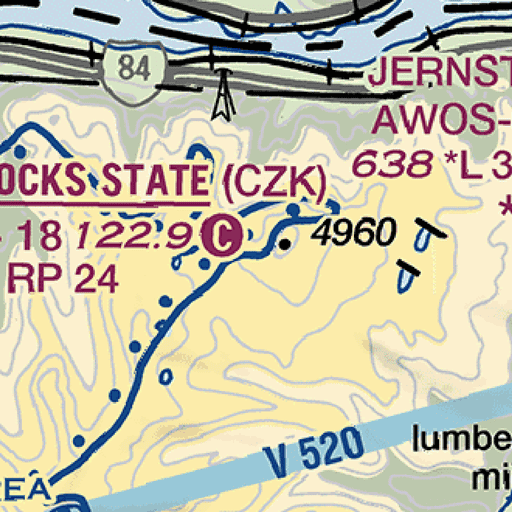 84
JERNST
AWOS-
OCKS STATE (CZK)
638 *L 3
*
- 18 122.9 C
4960
RP 24
V 520
lumbe
mi
REA